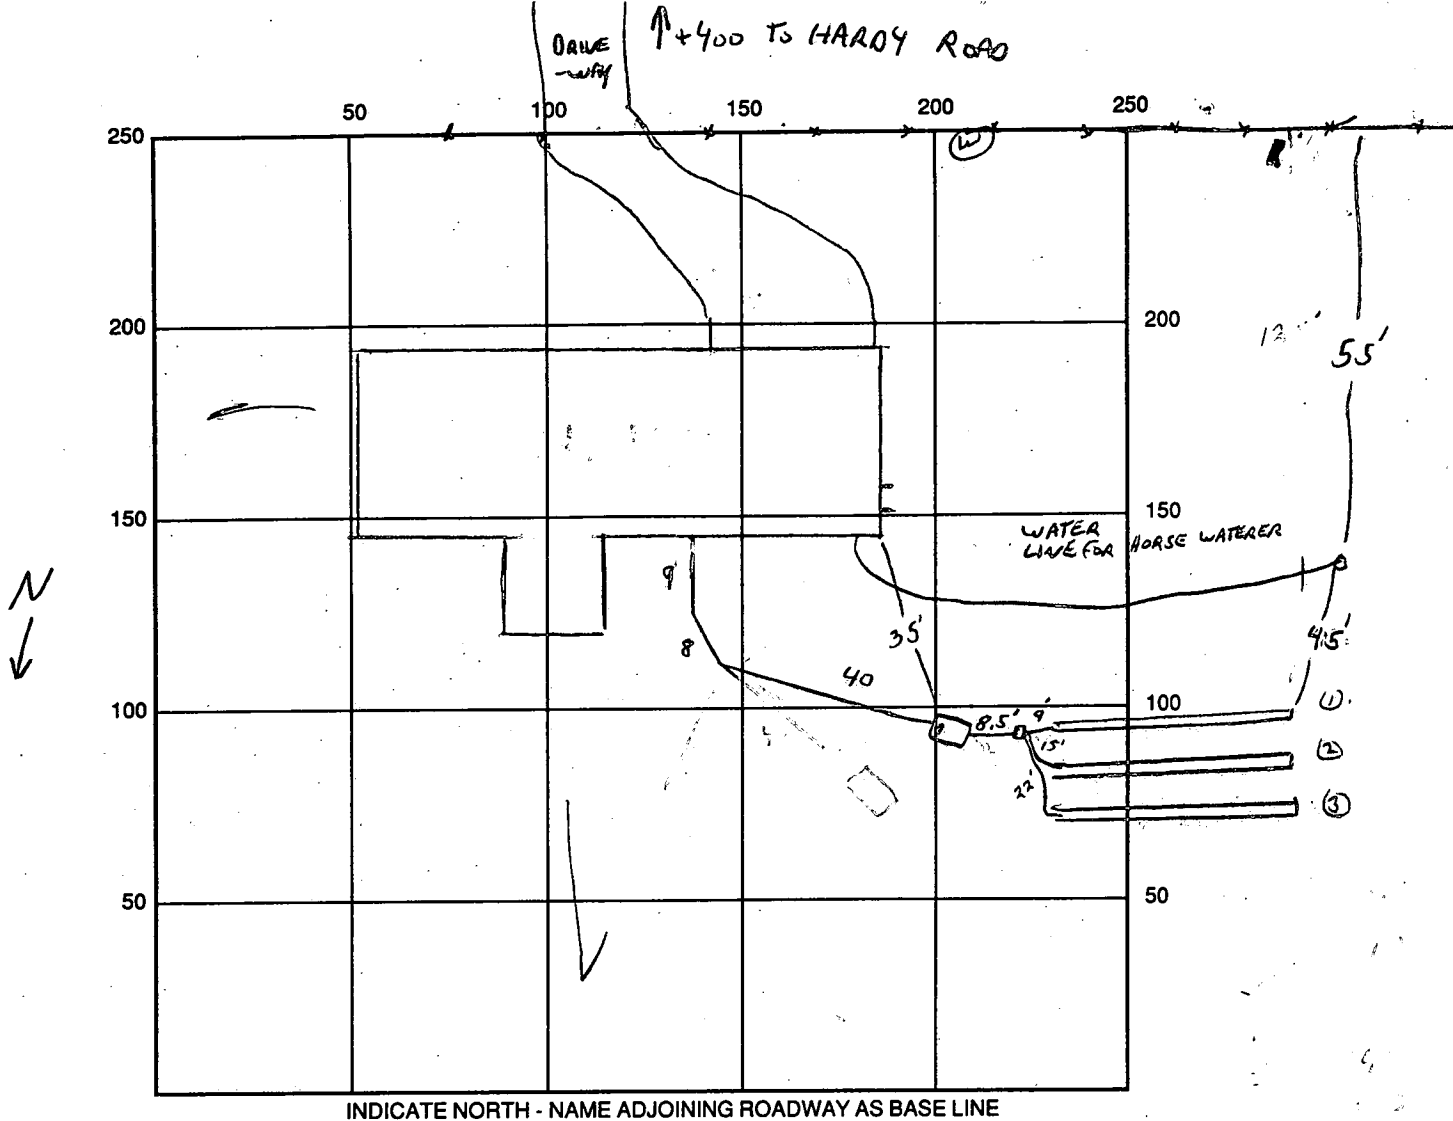 DRIVE
-WAY
↑+400 TO HARDY ROAD
50 100 150 200 250
250
W
200 200
55'
150 150
WATER
LINE FOR HORSE WATERER
N
9'
8
35'
45'
40
100 100
8.5' 9' 1
15' 2
22' 3
50 50
INDICATE NORTH - NAME ADJOINING ROADWAY AS BASE LINE